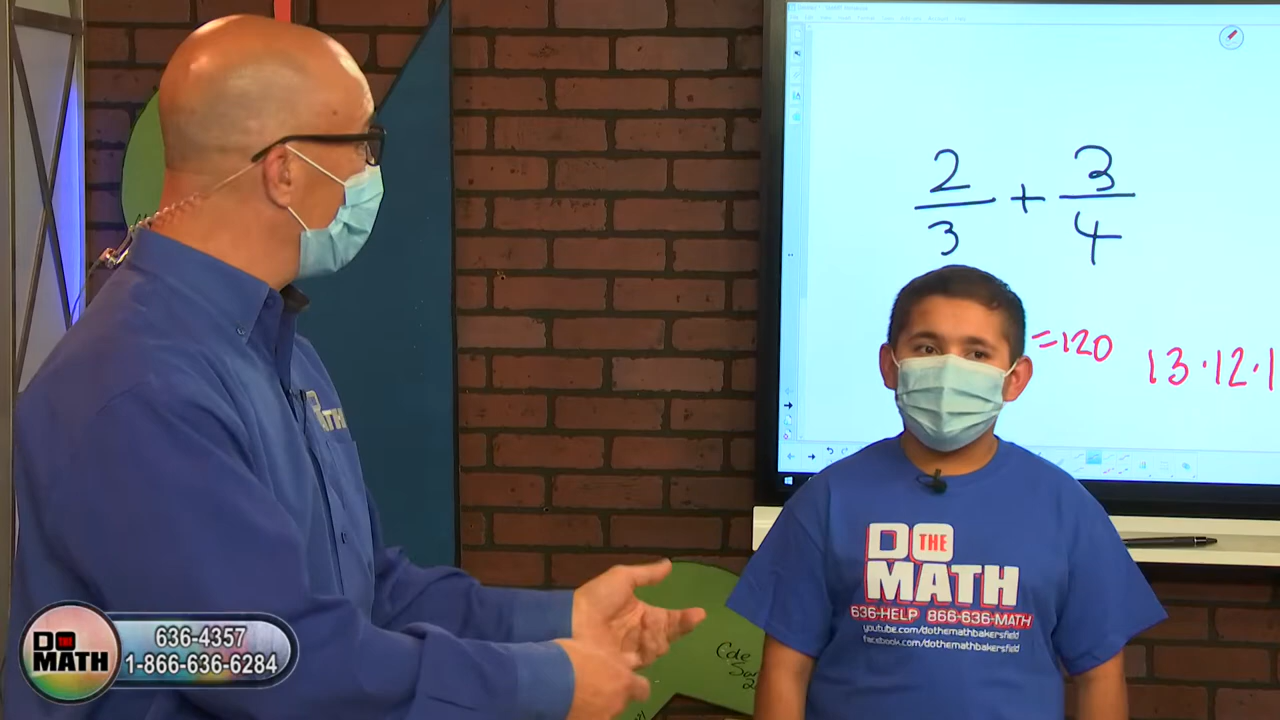 2/3 + 3/4
=120
13·12·1
DO THE MATH
636-HELP 866-636-MATH
youtube.com/dothemathbakersfield
facebook.com/dothemathbakersfield
DO THE MATH
636-4357
1-866-636-6284